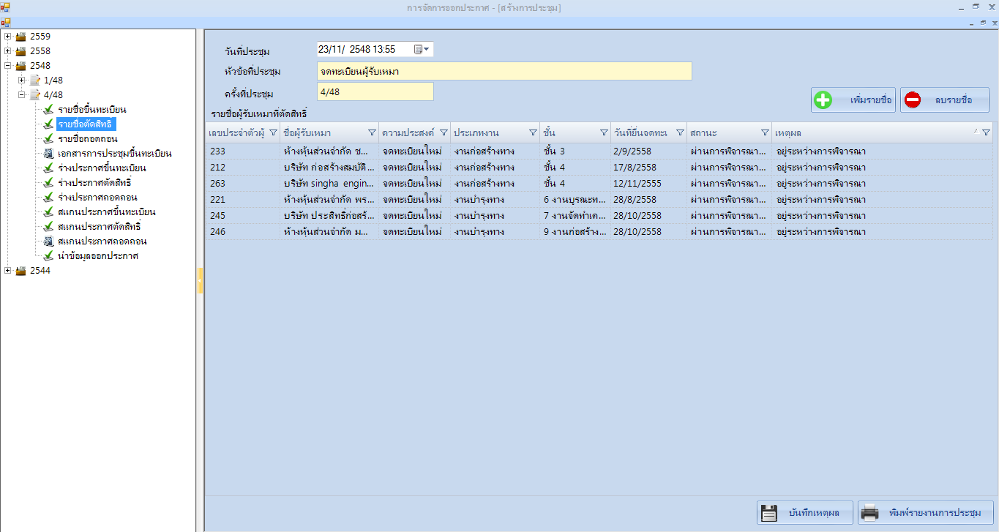 การจัดการออกประกาศ - [สร้างการประชุม]
2559
2558
2548
1/48
4/48
รายชื่อขึ้นทะเบียน
รายชื่อตัดสิทธิ์
รายชื่อถอดถอน
เอกสารการประชุมขึ้นทะเบียน
ร่างประกาศขึ้นทะเบียน
ร่างประกาศตัดสิทธิ์
ร่างประกาศถอดถอน
สแกนประกาศขึ้นทะเบียน
สแกนประกาศตัดสิทธิ์
สแกนประกาศถอดถอน
นำข้อมูลออกประกาศ
2544
วันที่ประชุม 23/11/ 2548 13:55
หัวข้อที่ประชุม จดทะเบียนผู้รับเหมา
ครั้งที่ประชุม 4/48
เพิ่มรายชื่อ ลบรายชื่อ
รายชื่อผู้รับเหมาที่ตัดสิทธิ์
เลขประจำตัวผู้ ชื่อผู้รับเหมา ความประสงค์ ประเภทงาน ชั้น วันที่ยื่นจดทะเ สถานะ เหตุผล
233 ห้างหุ้นส่วนจำกัด ช... จดทะเบียนใหม่ งานก่อสร้างทาง ชั้น 3 2/9/2558 ผ่านการพิจารณา... อยู่ระหว่างการพิจารณา
212 บริษัท ก่อสร้างสมบัติ... จดทะเบียนใหม่ งานก่อสร้างทาง ชั้น 4 17/8/2558 ผ่านการพิจารณา... อยู่ระหว่างการพิจารณา
263 บริษัท singha engin... จดทะเบียนใหม่ งานก่อสร้างทาง ชั้น 4 12/11/2555 ผ่านการพิจารณา... อยู่ระหว่างการพิจารณา
221 ห้างหุ้นส่วนจำกัด พร... จดทะเบียนใหม่ งานบำรุงทาง 6 งานบูรณะท... 28/8/2558 ผ่านการพิจารณา... อยู่ระหว่างการพิจารณา
245 บริษัท ประสิทธิ์ก่อสร้... จดทะเบียนใหม่ งานบำรุงทาง 7 งานจัดทำเค... 28/10/2558 ผ่านการพิจารณา... อยู่ระหว่างการพิจารณา
246 ห้างหุ้นส่วนจำกัด ม... จดทะเบียนใหม่ งานบำรุงทาง 9 งานก่อสร้าง... 28/10/2558 ผ่านการพิจารณา... อยู่ระหว่างการพิจารณา
บันทึกเหตุผล พิมพ์รายงานการประชุม